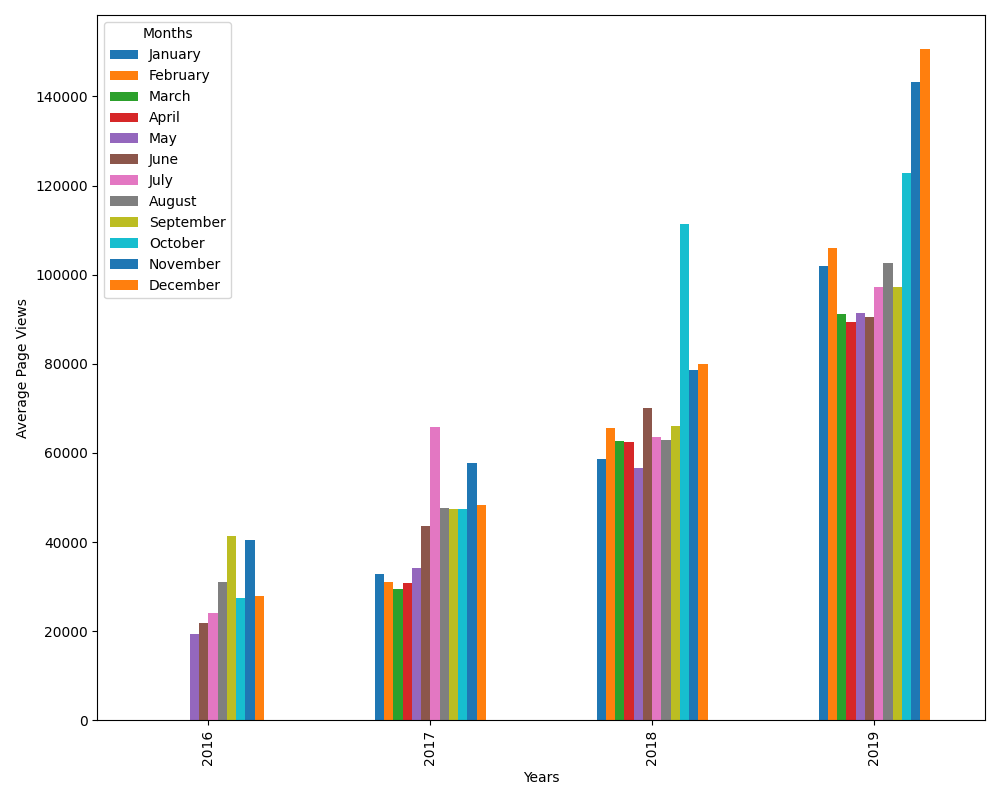 Months
January
February
March
April
May
June
July
August
September
October
November
December
Average Page Views
140000
120000
100000
80000
60000
40000
20000
0
2016
2017
2018
2019
Years